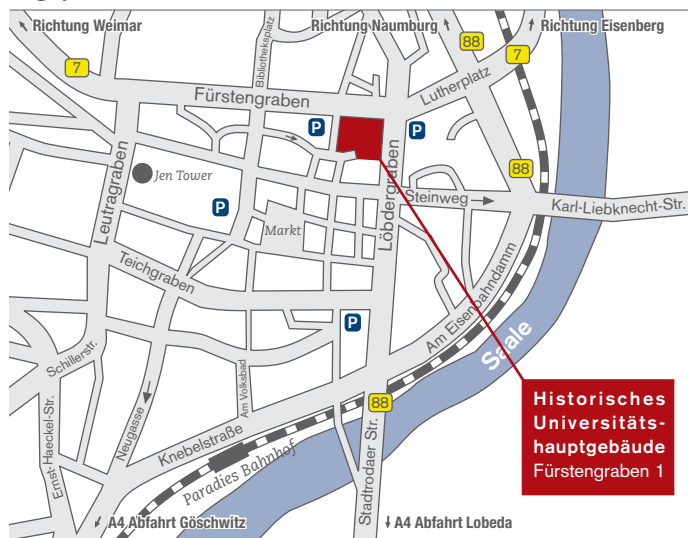 Richtung Weimar
Richtung Naumburg
Richtung Eisenberg
Bibliotheksplatz
88
7
7
Lutherplatz
Fürstengraben
P
P
Leutragraben
Jen Tower
88
Löbdergraben
Steinweg
Karl-Liebknecht-Str.
P
Markt
Teichgraben
P
Am Eisenbahndamm
Saale
Schillerstr.
Am Volksbad
88
Historisches
Universitäts-
hauptgebäude
Fürstengraben 1
Ernst-Haeckel-Str.
Neugasse
Knebelstraße
Paradies Bahnhof
Stadtrodaer Str.
A4 Abfahrt Göschwitz
A4 Abfahrt Lobeda